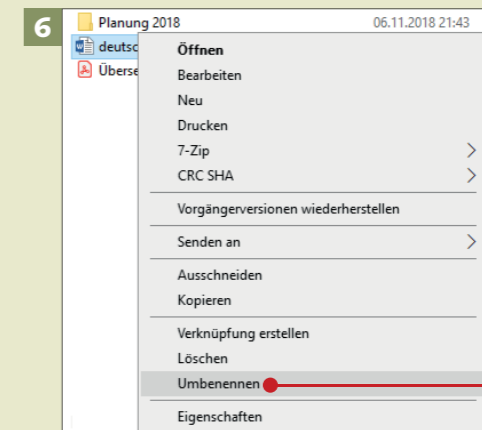 6
Planung 2018 06.11.2018 21:43
deutsc
Überse
Öffnen
Bearbeiten
Neu
Drucken
7-Zip
CRC SHA
Vorgängerversionen wiederherstellen
Senden an
Ausschneiden
Kopieren
Verknüpfung erstellen
Löschen
Umbenennen
Eigenschaften